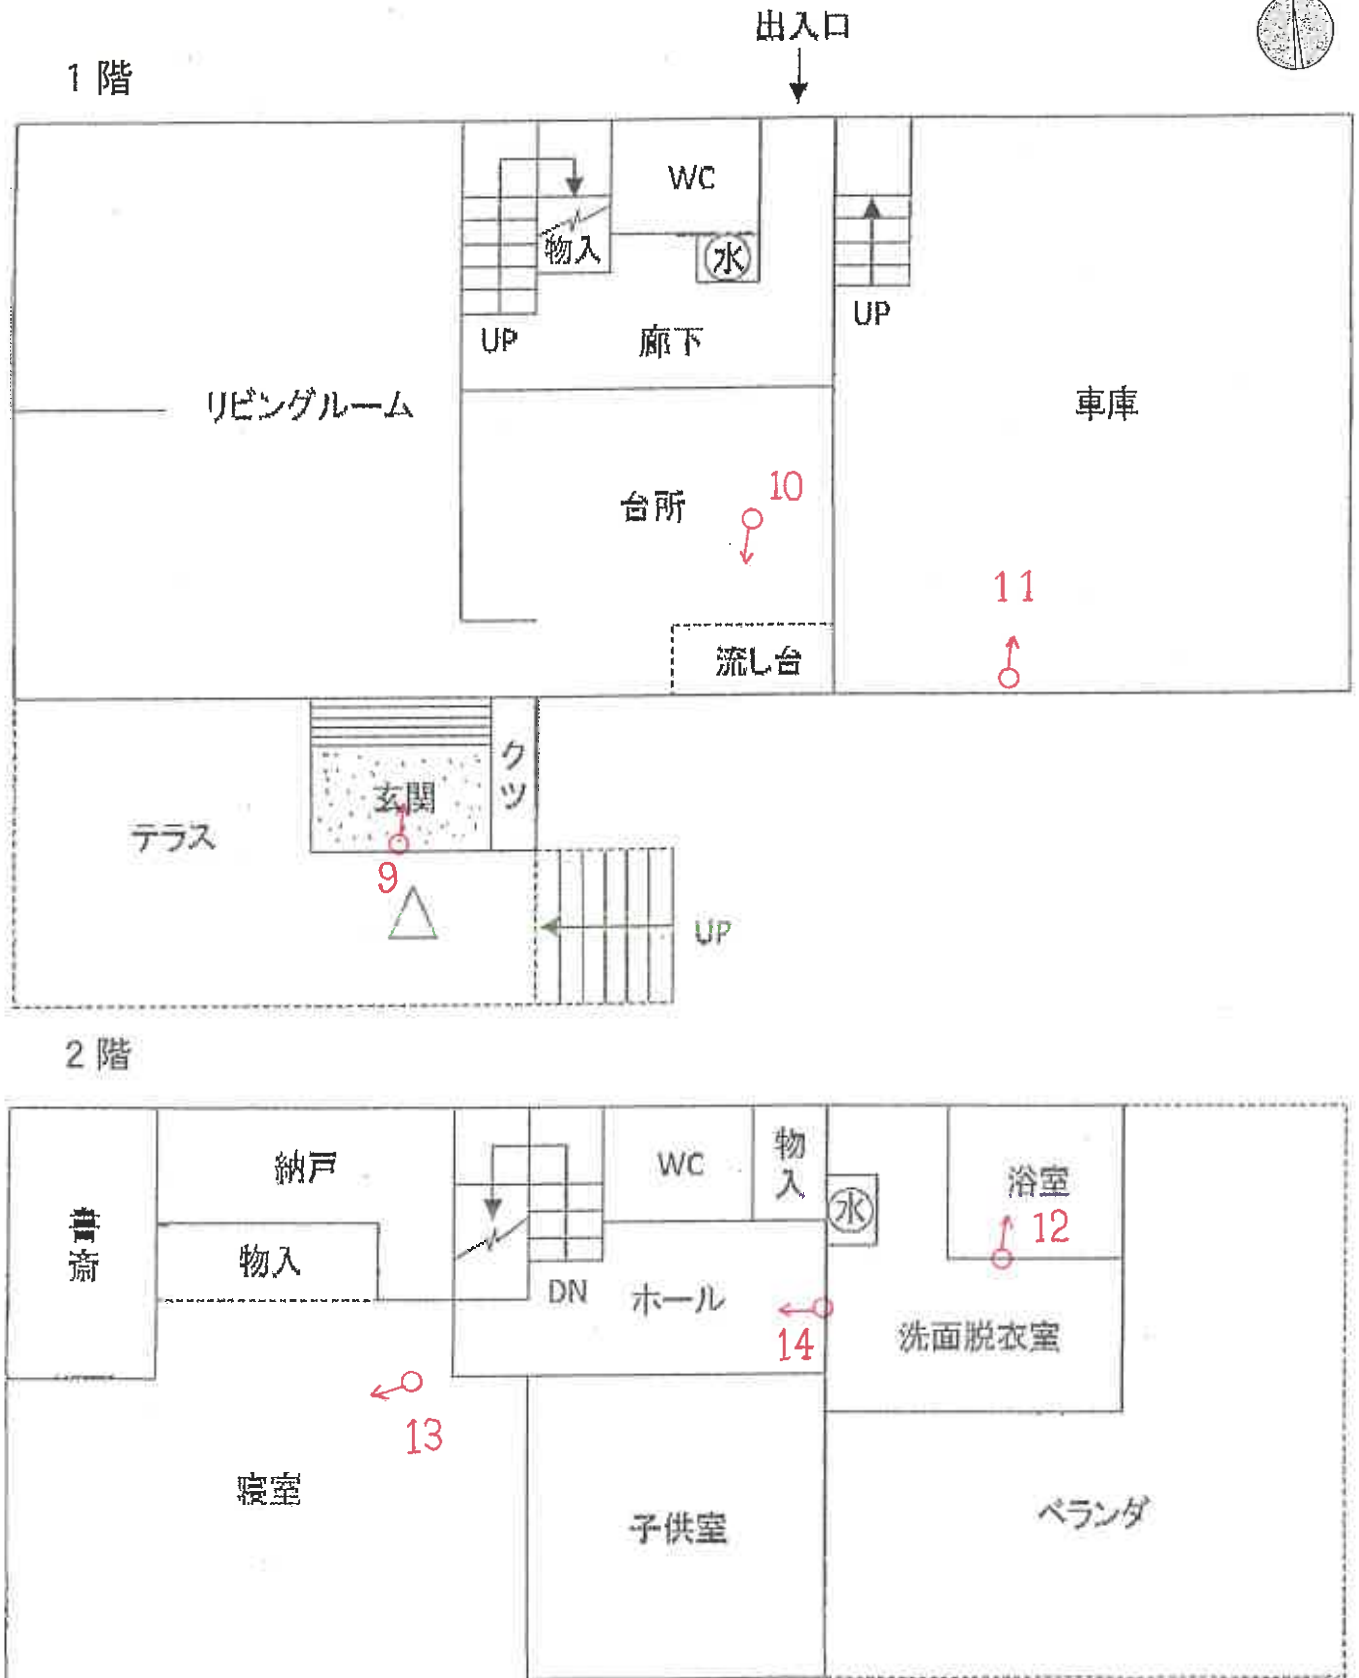 出入口
1階
WC
物入
水
UP
廊下
UP
リビングルーム
車庫
台所
10
11
流し台
クツ
玄関
テラス
9
UP
2階
書斎
納戸
物入
WC
物入
水
浴室
12
DN
ホール
14
洗面脱衣室
13
寝室
子供室
ベランダ